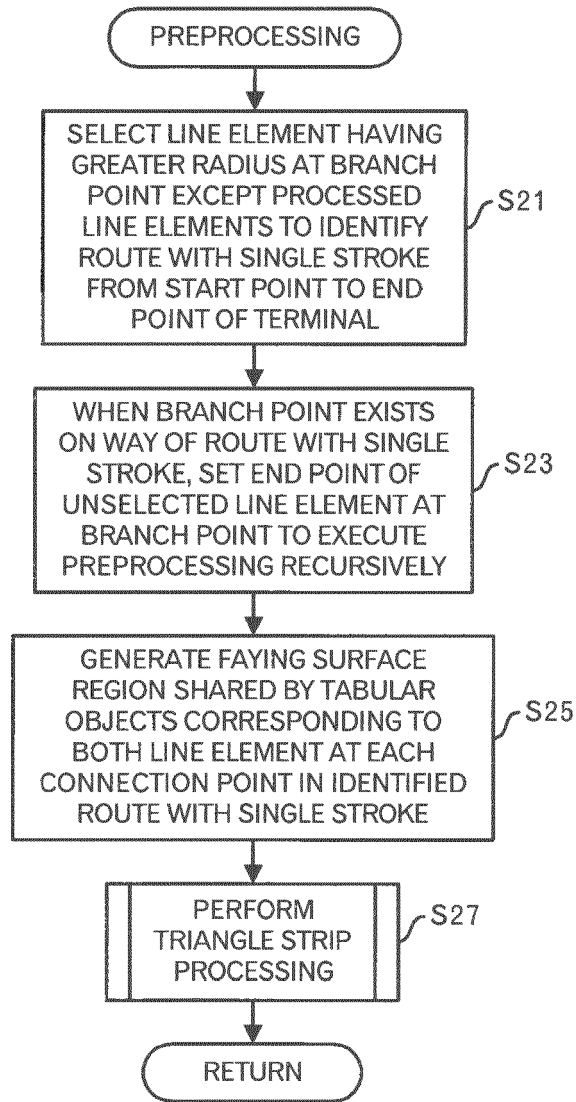 PREPROCESSING
SELECT LINE ELEMENT HAVING
GREATER RADIUS AT BRANCH
POINT EXCEPT PROCESSED
LINE ELEMENTS TO IDENTIFY
ROUTE WITH SINGLE STROKE
FROM START POINT TO END
POINT OF TERMINAL
S21
WHEN BRANCH POINT EXISTS
ON WAY OF ROUTE WITH SINGLE
STROKE, SET END POINT OF
UNSELECTED LINE ELEMENT AT
BRANCH POINT TO EXECUTE
PREPROCESSING RECURSIVELY
S23
GENERATE FAYING SURFACE
REGION SHARED BY TABULAR
OBJECTS CORRESPONDING TO
BOTH LINE ELEMENT AT EACH
CONNECTION POINT IN IDENTIFIED
ROUTE WITH SINGLE STROKE
S25
PERFORM
TRIANGLE STRIP
PROCESSING
S27
RETURN